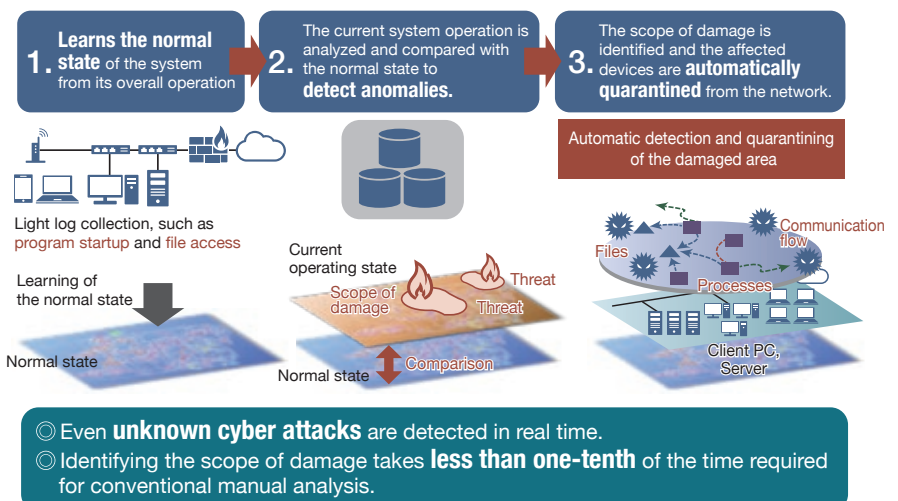 1. Learns the normal
state of the system
from its overall operation
2. The current system operation is
analyzed and compared with
the normal state to
detect anomalies.
3. The scope of damage is
identified and the affected
devices are automatically
quarantined from the network.
Light log collection, such as
program startup and file access
Learning of
the normal state
Normal state
Current
operating state
Scope of
damage
Threat
Threat
Comparison
Normal state
Automatic detection and quarantining
of the damaged area
Files
Communication
flow
Processes
Client PC,
Server
◎ Even unknown cyber attacks are detected in real time.
◎ Identifying the scope of damage takes less than one-tenth of the time required
for conventional manual analysis.